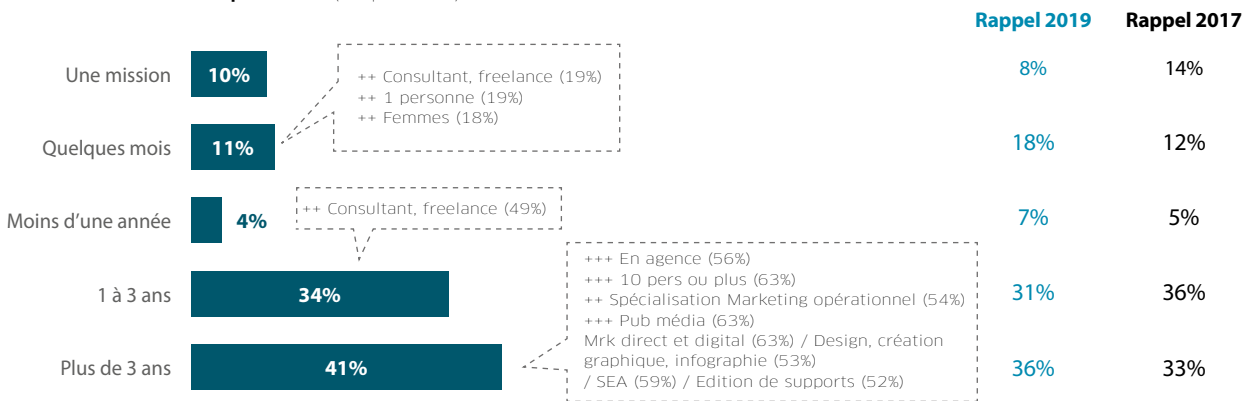 Rappel 2019 Rappel 2017
Une mission 10% 8% 14%
++ Consultant, freelance (19%)
++ 1 personne (19%)
++ Femmes (18%)
Quelques mois 11% 18% 12%
Moins d'une année 4% 7% 5%
++ Consultant, freelance (49%)
1 à 3 ans 34% 31% 36%
+++ En agence (56%)
+++ 10 pers ou plus (63%)
++ Spécialisation Marketing opérationnel (54%)
+++ Pub média (63%)
Mrk direct et digital (63%) / Design, création
graphique, infographie (53%)
/ SEA (59%) / Edition de supports (52%)
Plus de 3 ans 41% 36% 33%